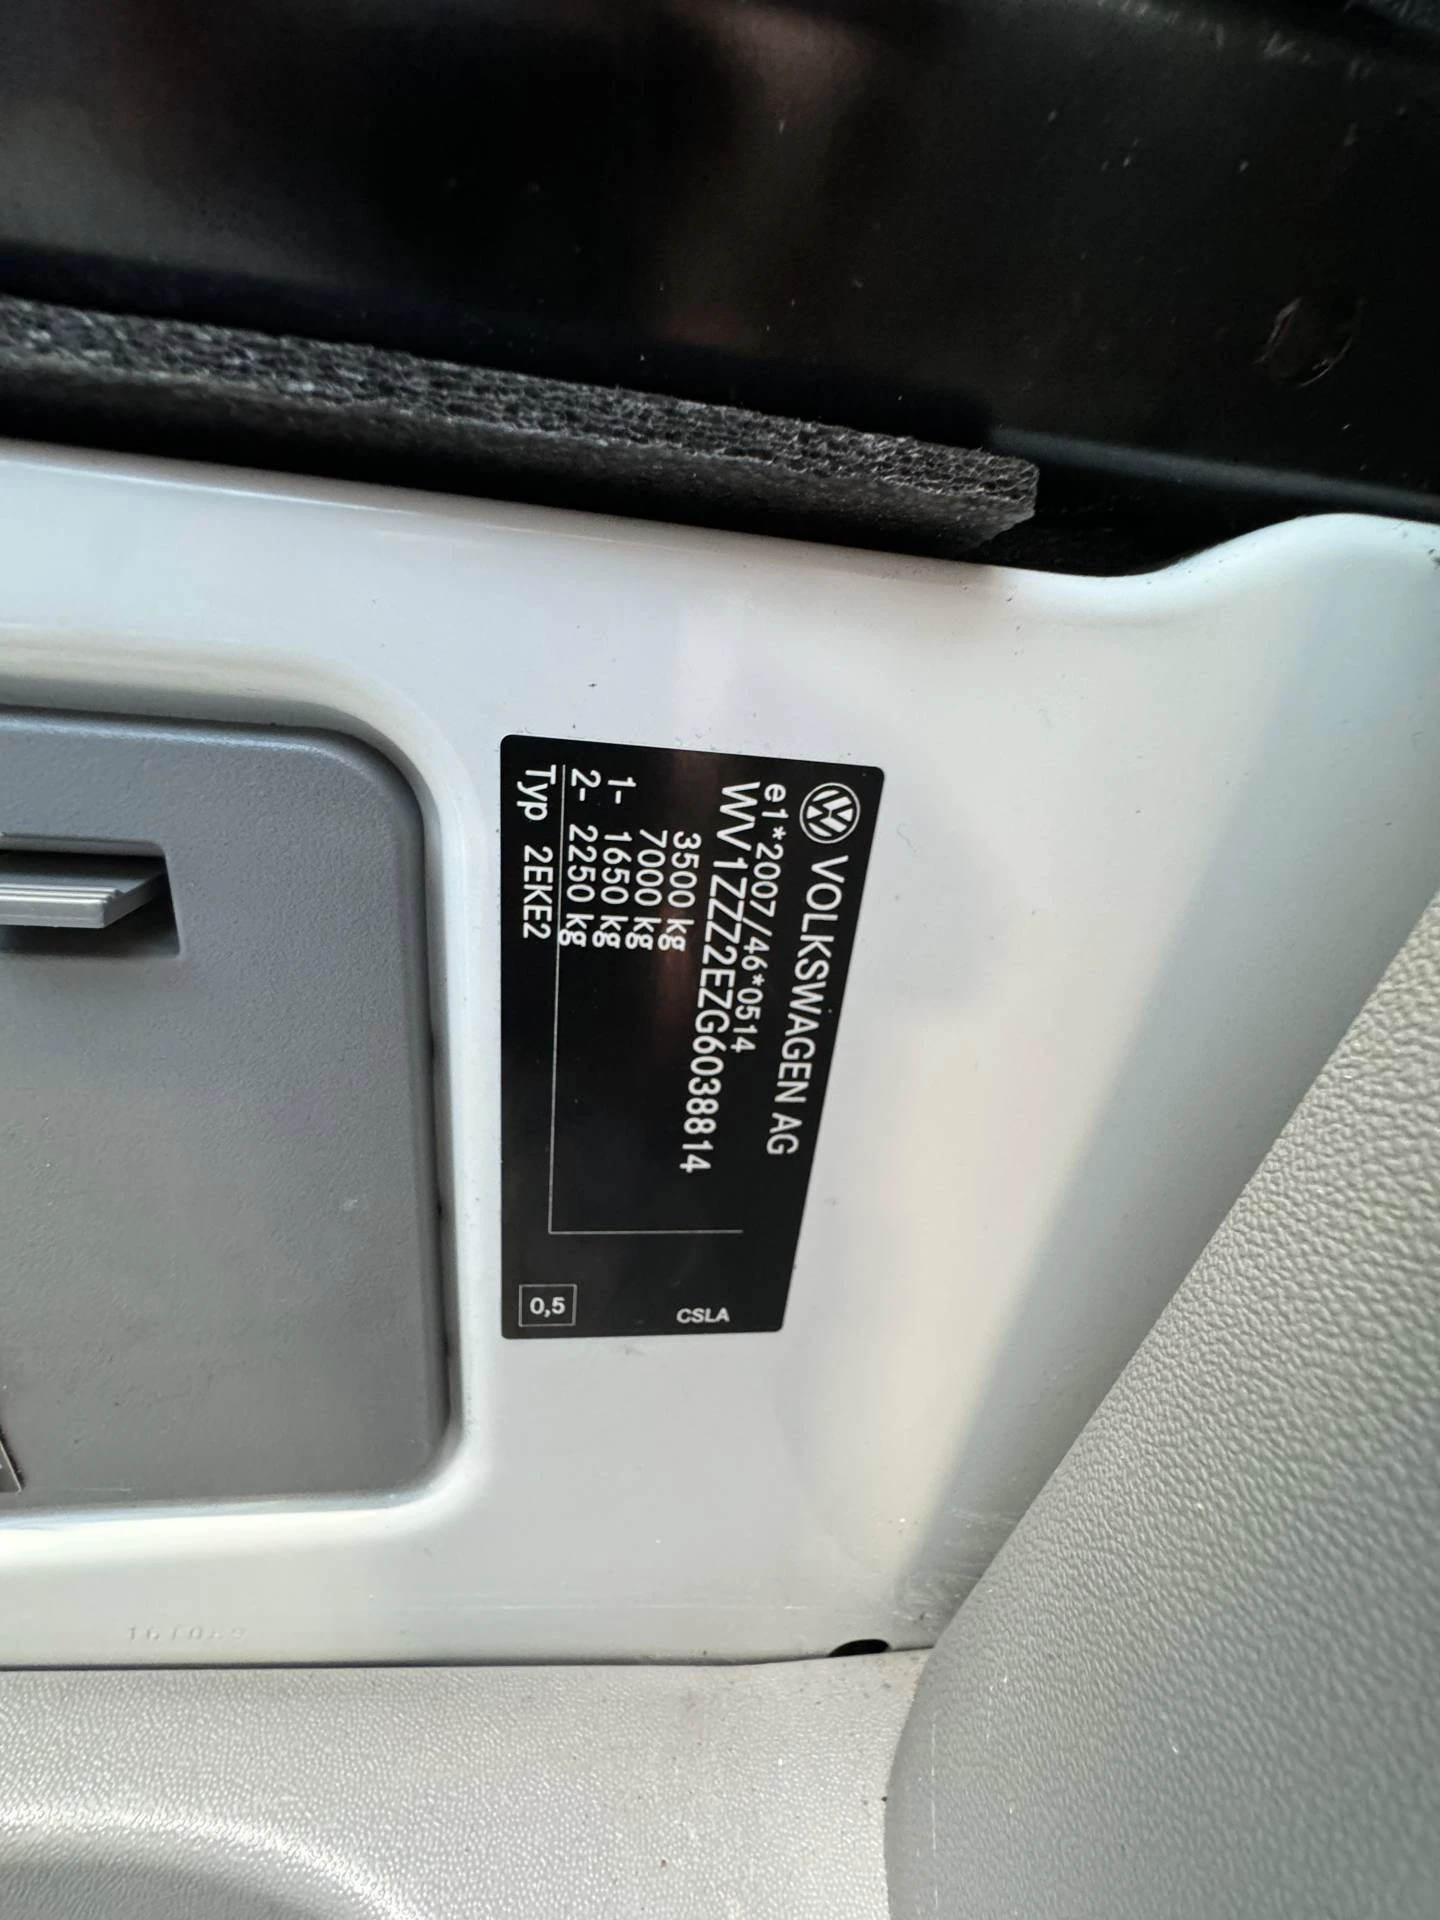 VOLKSWAGEN AG
e1*2007/46*0514
WV1ZZZ2EZG6038814
3500 kg
7000 kg
1- 1650 kg
2- 2250 kg
Typ 2EKE2
CSLA
0,5